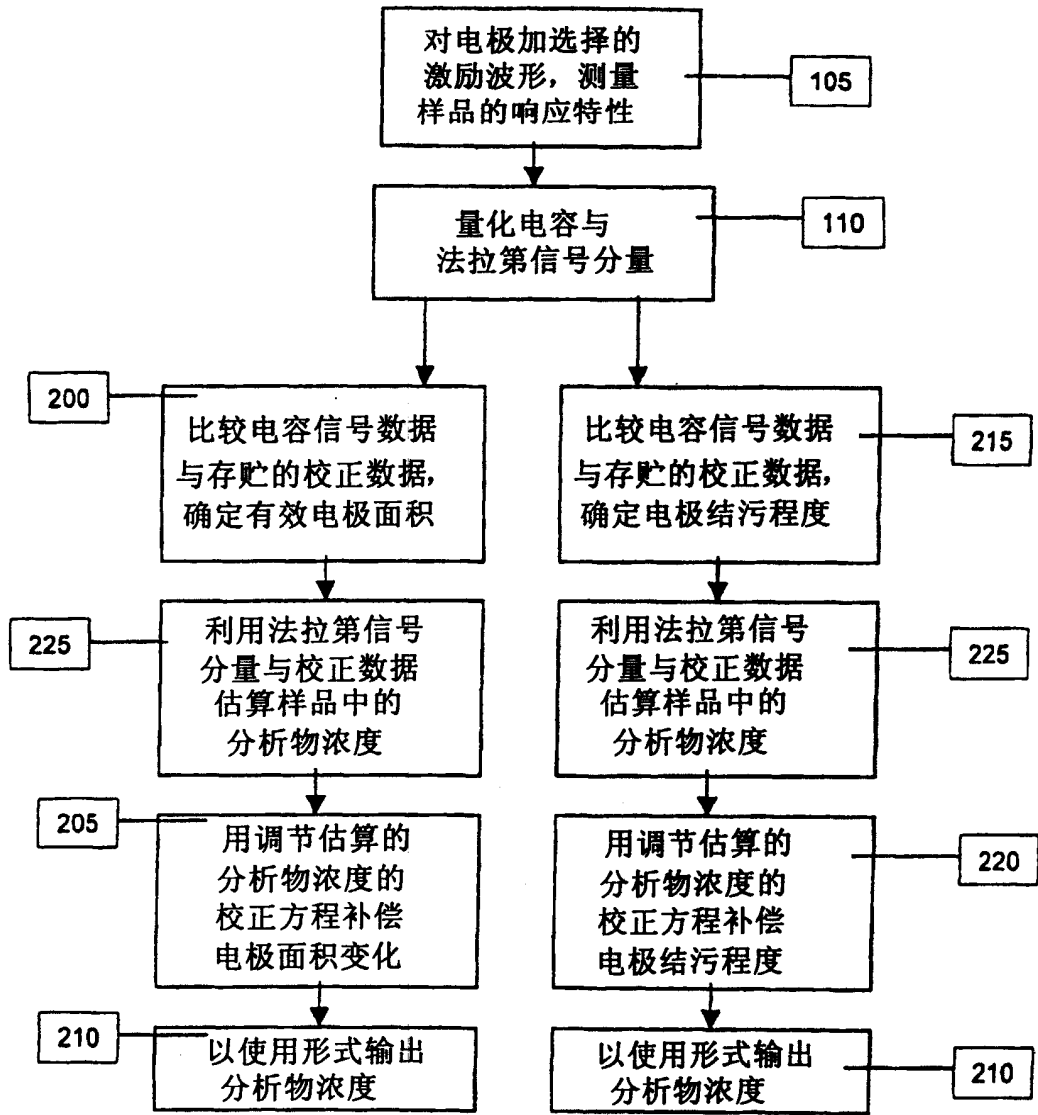 对电极加选择的
激励波形，测量
样品的响应特性
105
量化电容与
法拉第信号分量
110
200
比较电容信号数据
与存贮的校正数据，
确定有效电极面积
比较电容信号数据
与存贮的校正数据，
确定电极结污程度
215
225
利用法拉第信号
分量与校正数据
估算样品中的
分析物浓度
利用法拉第信号
分量与校正数据
估算样品中的
分析物浓度
225
205
用调节估算的
分析物浓度的
校正方程补偿
电极面积变化
用调节估算的
分析物浓度的
校正方程补偿
电极结污程度
220
210
以使用形式输出
分析物浓度
以使用形式输出
分析物浓度
210